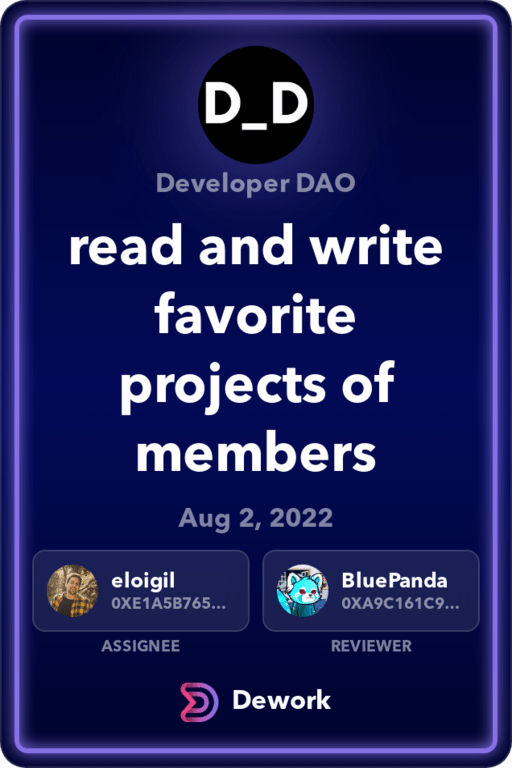 D_D
Developer DAO
read and write
favorite
projects of
members
Aug 2, 2022
eloigil
0XE1A5B765...
ASSIGNEE
BluePanda
0XA9C161C9...
REVIEWER
Dework